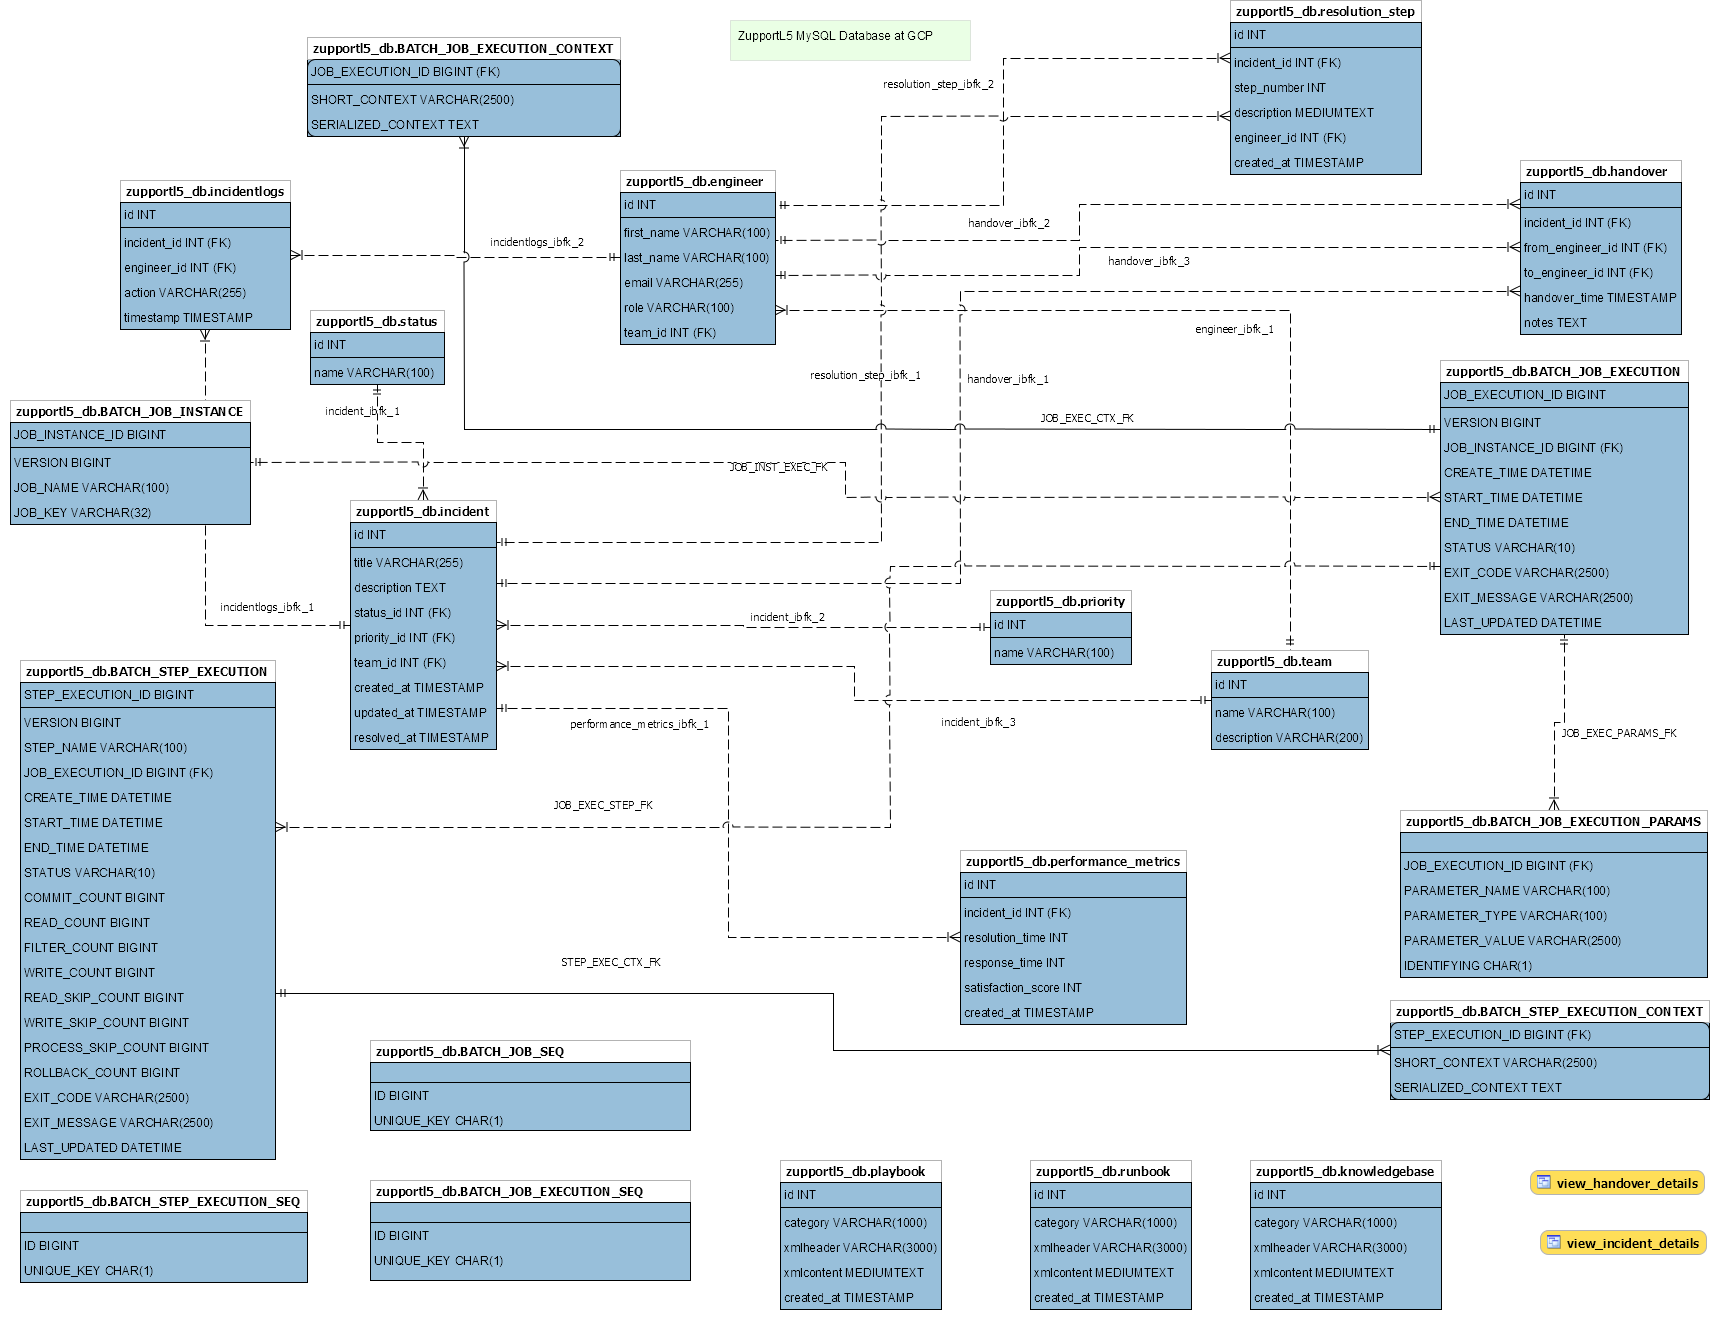 zupportl5_db.resolution_step
id INT
incident_id INT (FK)
step_number INT
description MEDIUMTEXT
engineer_id INT (FK)
created_at TIMESTAMP
ZupportL5 MySQL Database at GCP
zupportl5_db.BATCH_JOB_EXECUTION_CONTEXT
JOB_EXECUTION_ID BIGINT (FK)
SHORT_CONTEXT VARCHAR(2500)
SERIALIZED_CONTEXT TEXT
resolution_step_ibfk_2
zupportl5_db.incidentlogs
id INT
incident_id INT (FK)
engineer_id INT (FK)
action VARCHAR(255)
timestamp TIMESTAMP
incidentlogs_ibfk_2
zupportl5_db.engineer
id INT
first_name VARCHAR(100)
last_name VARCHAR(100)
email VARCHAR(255)
role VARCHAR(100)
team_id INT (FK)
handover_ibfk_2
handover_ibfk_3
zupportl5_db.handover
id INT
incident_id INT (FK)
from_engineer_id INT (FK)
to_engineer_id INT (FK)
handover_time TIMESTAMP
notes TEXT
engineer_ibfk_1
zupportl5_db.status
id INT
name VARCHAR(100)
incident_ibfk_1
resolution_step_ibfk_1
handover_ibfk_1
JOB_EXEC_CTX_FK
zupportl5_db.BATCH_JOB_EXECUTION
JOB_EXECUTION_ID BIGINT
VERSION BIGINT
JOB_INSTANCE_ID BIGINT (FK)
CREATE_TIME DATETIME
START_TIME DATETIME
END_TIME DATETIME
STATUS VARCHAR(10)
EXIT_CODE VARCHAR(2500)
EXIT_MESSAGE VARCHAR(2500)
LAST_UPDATED DATETIME
zupportl5_db.BATCH_JOB_INSTANCE
JOB_INSTANCE_ID BIGINT
VERSION BIGINT
JOB_NAME VARCHAR(100)
JOB_KEY VARCHAR(32)
JOB_INST_EXEC_FK
zupportl5_db.incident
id INT
title VARCHAR(255)
description TEXT
status_id INT (FK)
priority_id INT (FK)
team_id INT (FK)
created_at TIMESTAMP
updated_at TIMESTAMP
resolved_at TIMESTAMP
incidentlogs_ibfk_1
incident_ibfk_2
zupportl5_db.priority
id INT
name VARCHAR(100)
zupportl5_db.team
id INT
name VARCHAR(100)
description VARCHAR(200)
performance_metrics_ibfk_1
incident_ibfk_3
JOB_EXEC_PARAMS_FK
zupportl5_db.BATCH_STEP_EXECUTION
STEP_EXECUTION_ID BIGINT
VERSION BIGINT
STEP_NAME VARCHAR(100)
JOB_EXECUTION_ID BIGINT (FK)
CREATE_TIME DATETIME
START_TIME DATETIME
END_TIME DATETIME
STATUS VARCHAR(10)
COMMIT_COUNT BIGINT
READ_COUNT BIGINT
FILTER_COUNT BIGINT
WRITE_COUNT BIGINT
READ_SKIP_COUNT BIGINT
WRITE_SKIP_COUNT BIGINT
PROCESS_SKIP_COUNT BIGINT
ROLLBACK_COUNT BIGINT
EXIT_CODE VARCHAR(2500)
EXIT_MESSAGE VARCHAR(2500)
LAST_UPDATED DATETIME
JOB_EXEC_STEP_FK
zupportl5_db.BATCH_JOB_EXECUTION_PARAMS
JOB_EXECUTION_ID BIGINT (FK)
PARAMETER_NAME VARCHAR(100)
PARAMETER_TYPE VARCHAR(100)
PARAMETER_VALUE VARCHAR(2500)
IDENTIFYING CHAR(1)
zupportl5_db.performance_metrics
id INT
incident_id INT (FK)
resolution_time INT
response_time INT
satisfaction_score INT
created_at TIMESTAMP
STEP_EXEC_CTX_FK
zupportl5_db.BATCH_STEP_EXECUTION_CONTEXT
STEP_EXECUTION_ID BIGINT (FK)
SHORT_CONTEXT VARCHAR(2500)
SERIALIZED_CONTEXT TEXT
zupportl5_db.BATCH_JOB_SEQ
ID BIGINT
UNIQUE_KEY CHAR(1)
zupportl5_db.BATCH_STEP_EXECUTION_SEQ
ID BIGINT
UNIQUE_KEY CHAR(1)
zupportl5_db.BATCH_JOB_EXECUTION_SEQ
ID BIGINT
UNIQUE_KEY CHAR(1)
zupportl5_db.playbook
id INT
category VARCHAR(1000)
xmlheader VARCHAR(3000)
xmlcontent MEDIUMTEXT
created_at TIMESTAMP
zupportl5_db.runbook
id INT
category VARCHAR(1000)
xmlheader VARCHAR(3000)
xmlcontent MEDIUMTEXT
created_at TIMESTAMP
zupportl5_db.knowledgebase
id INT
category VARCHAR(1000)
xmlheader VARCHAR(3000)
xmlcontent MEDIUMTEXT
created_at TIMESTAMP
view_handover_details
view_incident_details